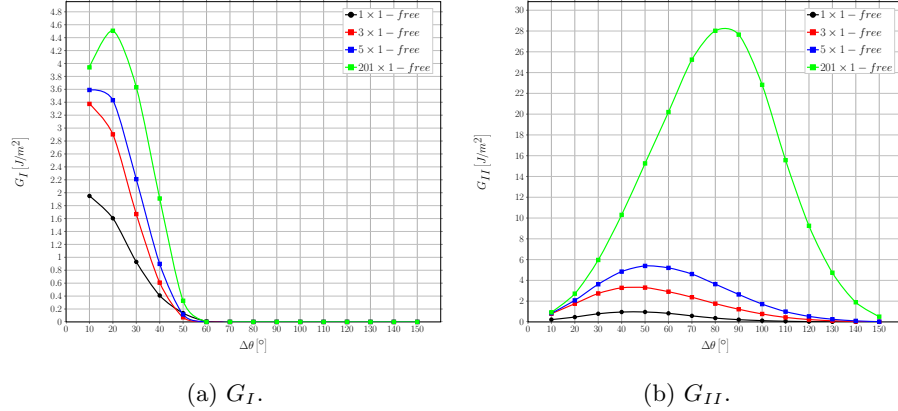 4.8
4.6
4.4
4.2
4
3.8
3.6
3.4
3.2
3
2.8
2.6
2.4
2.2
2
1.8
1.6
1.4
1.2
1
0.8
0.6
0.4
0.2
0
G_I [J/m²]
0 10 20 30 40 50 60 70 80 90 100 110 120 130 140 150
Δθ [°]
1 × 1 − free
3 × 1 − free
5 × 1 − free
201 × 1 − free
(a) G_I.
30
28
26
24
22
20
18
16
14
12
10
8
6
4
2
0
G_II [J/m²]
0 10 20 30 40 50 60 70 80 90 100 110 120 130 140 150
Δθ [°]
1 × 1 − free
3 × 1 − free
5 × 1 − free
201 × 1 − free
(b) G_II.